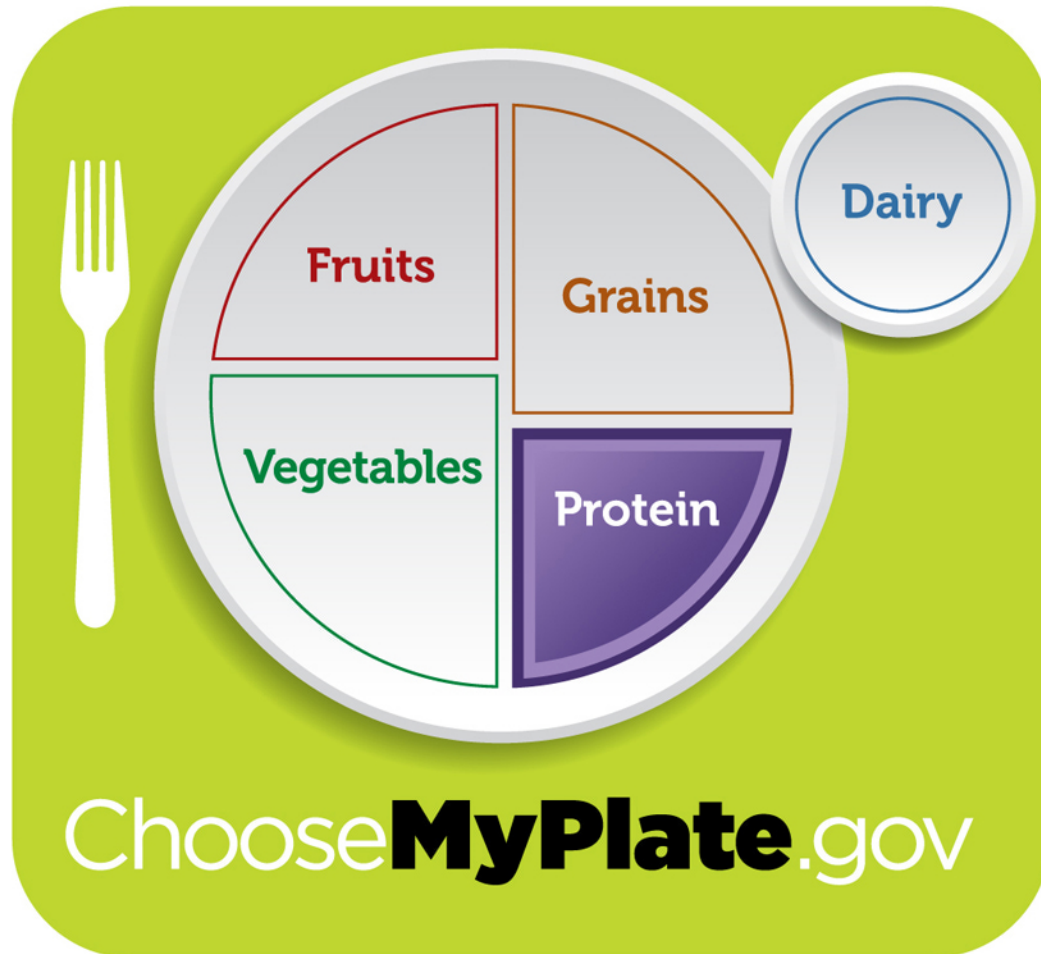 Dairy
Fruits
Grains
Vegetables
Protein
ChooseMyPlate.gov